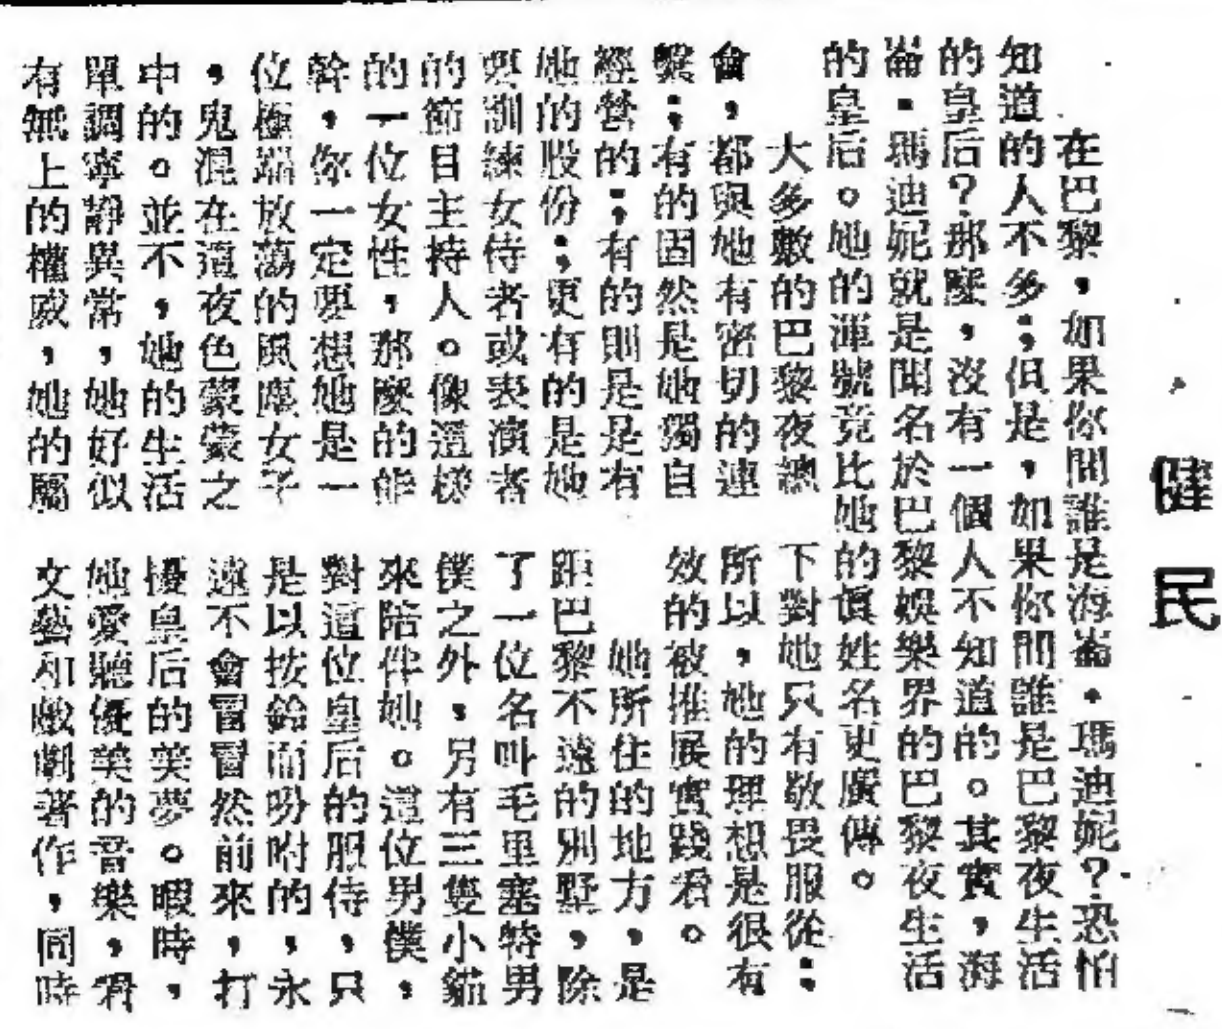 健民
在巴黎，如果你問誰是海崙．瑪迪妮？恐怕
知道的人不多；但是，如果你問誰是巴黎夜生活
的皇后？那麼，沒有一個人不知道的。其實，海
崙．瑪迪妮就是聞名於巴黎娛樂界的巴黎夜生活
的皇后。她的渾號竟比她的真姓名更廣傳。
大多數的巴黎夜總
會，都與她有密切的連
繫；有的固然是她獨自
經營的；有的則是是有
她的股份；更有的是她
要訓練女侍者或表演者
的節目主持人。像這樣
的一位女性，那麼的能
幹，你一定要想她是一
位極端放蕩的風塵女子
，鬼混在這夜色蒙蒙之
中的。並不，她的生活
單調寧靜異常，她好似
有無上的權威，她的屬
下對她只有敬畏服從；
所以，她的理想是很有
效的被推展實踐着。
她所住的地方，是
距巴黎不遠的別墅，除
了一位名叫毛里塞特男
僕之外，另有三隻小貓
來陪伴她。這位男僕，
對這位皇后的服侍，只
是以按鈴而吩咐的，永
遠不會冒冒然前來，打
擾皇后的美夢。暇時，
她愛聽優美的音樂，看
文藝和戲劇著作，同時